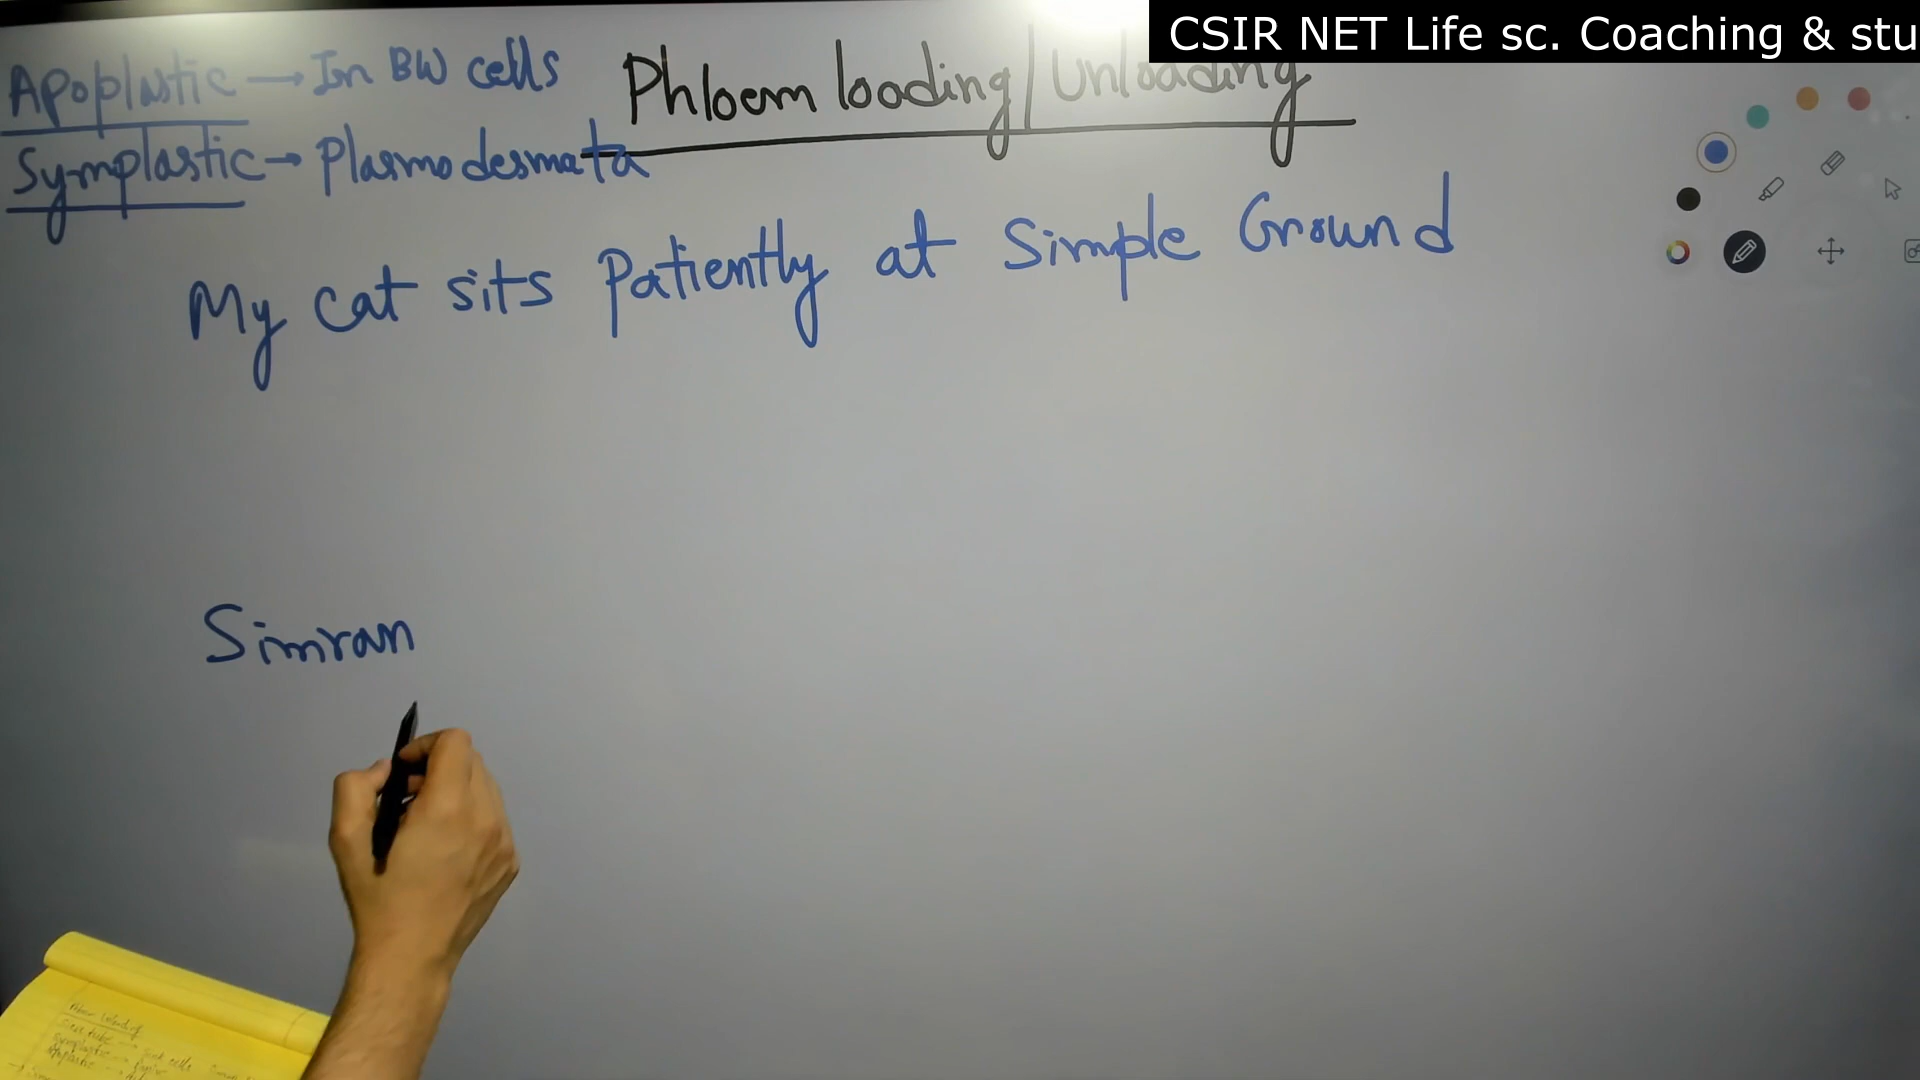 CSIR NET Life sc. Coaching & stu
Phloem loading/Unloading
Apoplastic → In BW cells
Symplastic → Plasmodesmata
My cat sits Patiently at Simple Ground
Simran